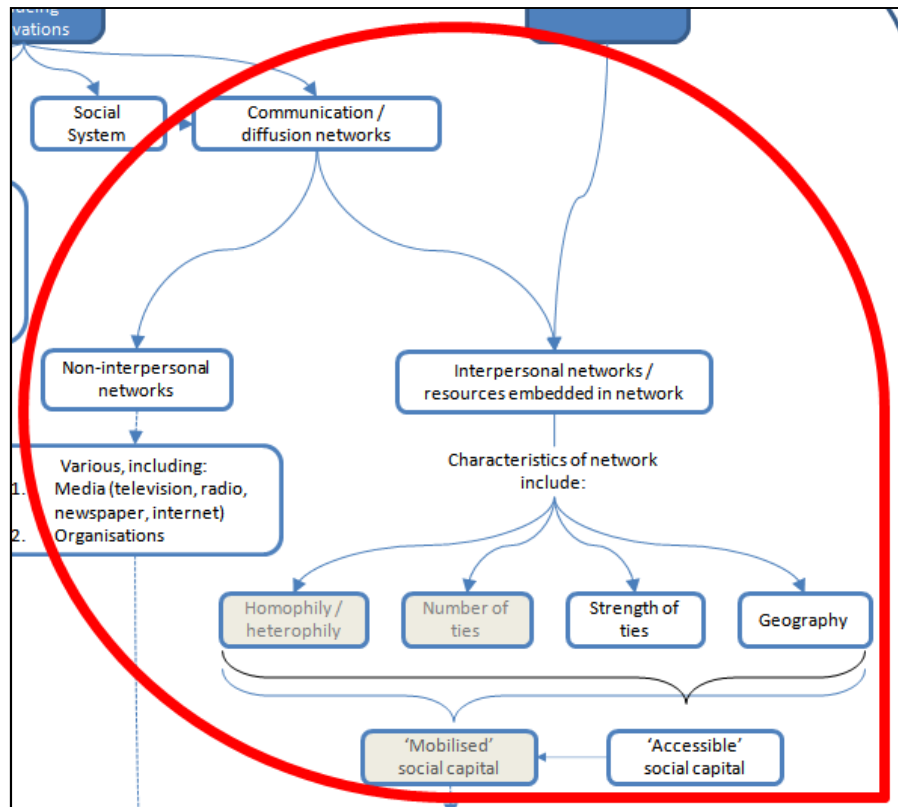 vations
Social
System
Communication /
diffusion networks
Non-interpersonal
networks
Interpersonal networks /
resources embedded in network
Various, including:
1. Media (television, radio,
newspaper, internet)
2. Organisations
Characteristics of network
include:
Homophily /
heterophily
Number of
ties
Strength of
ties
Geography
‘Mobilised’
social capital
‘Accessible’
social capital